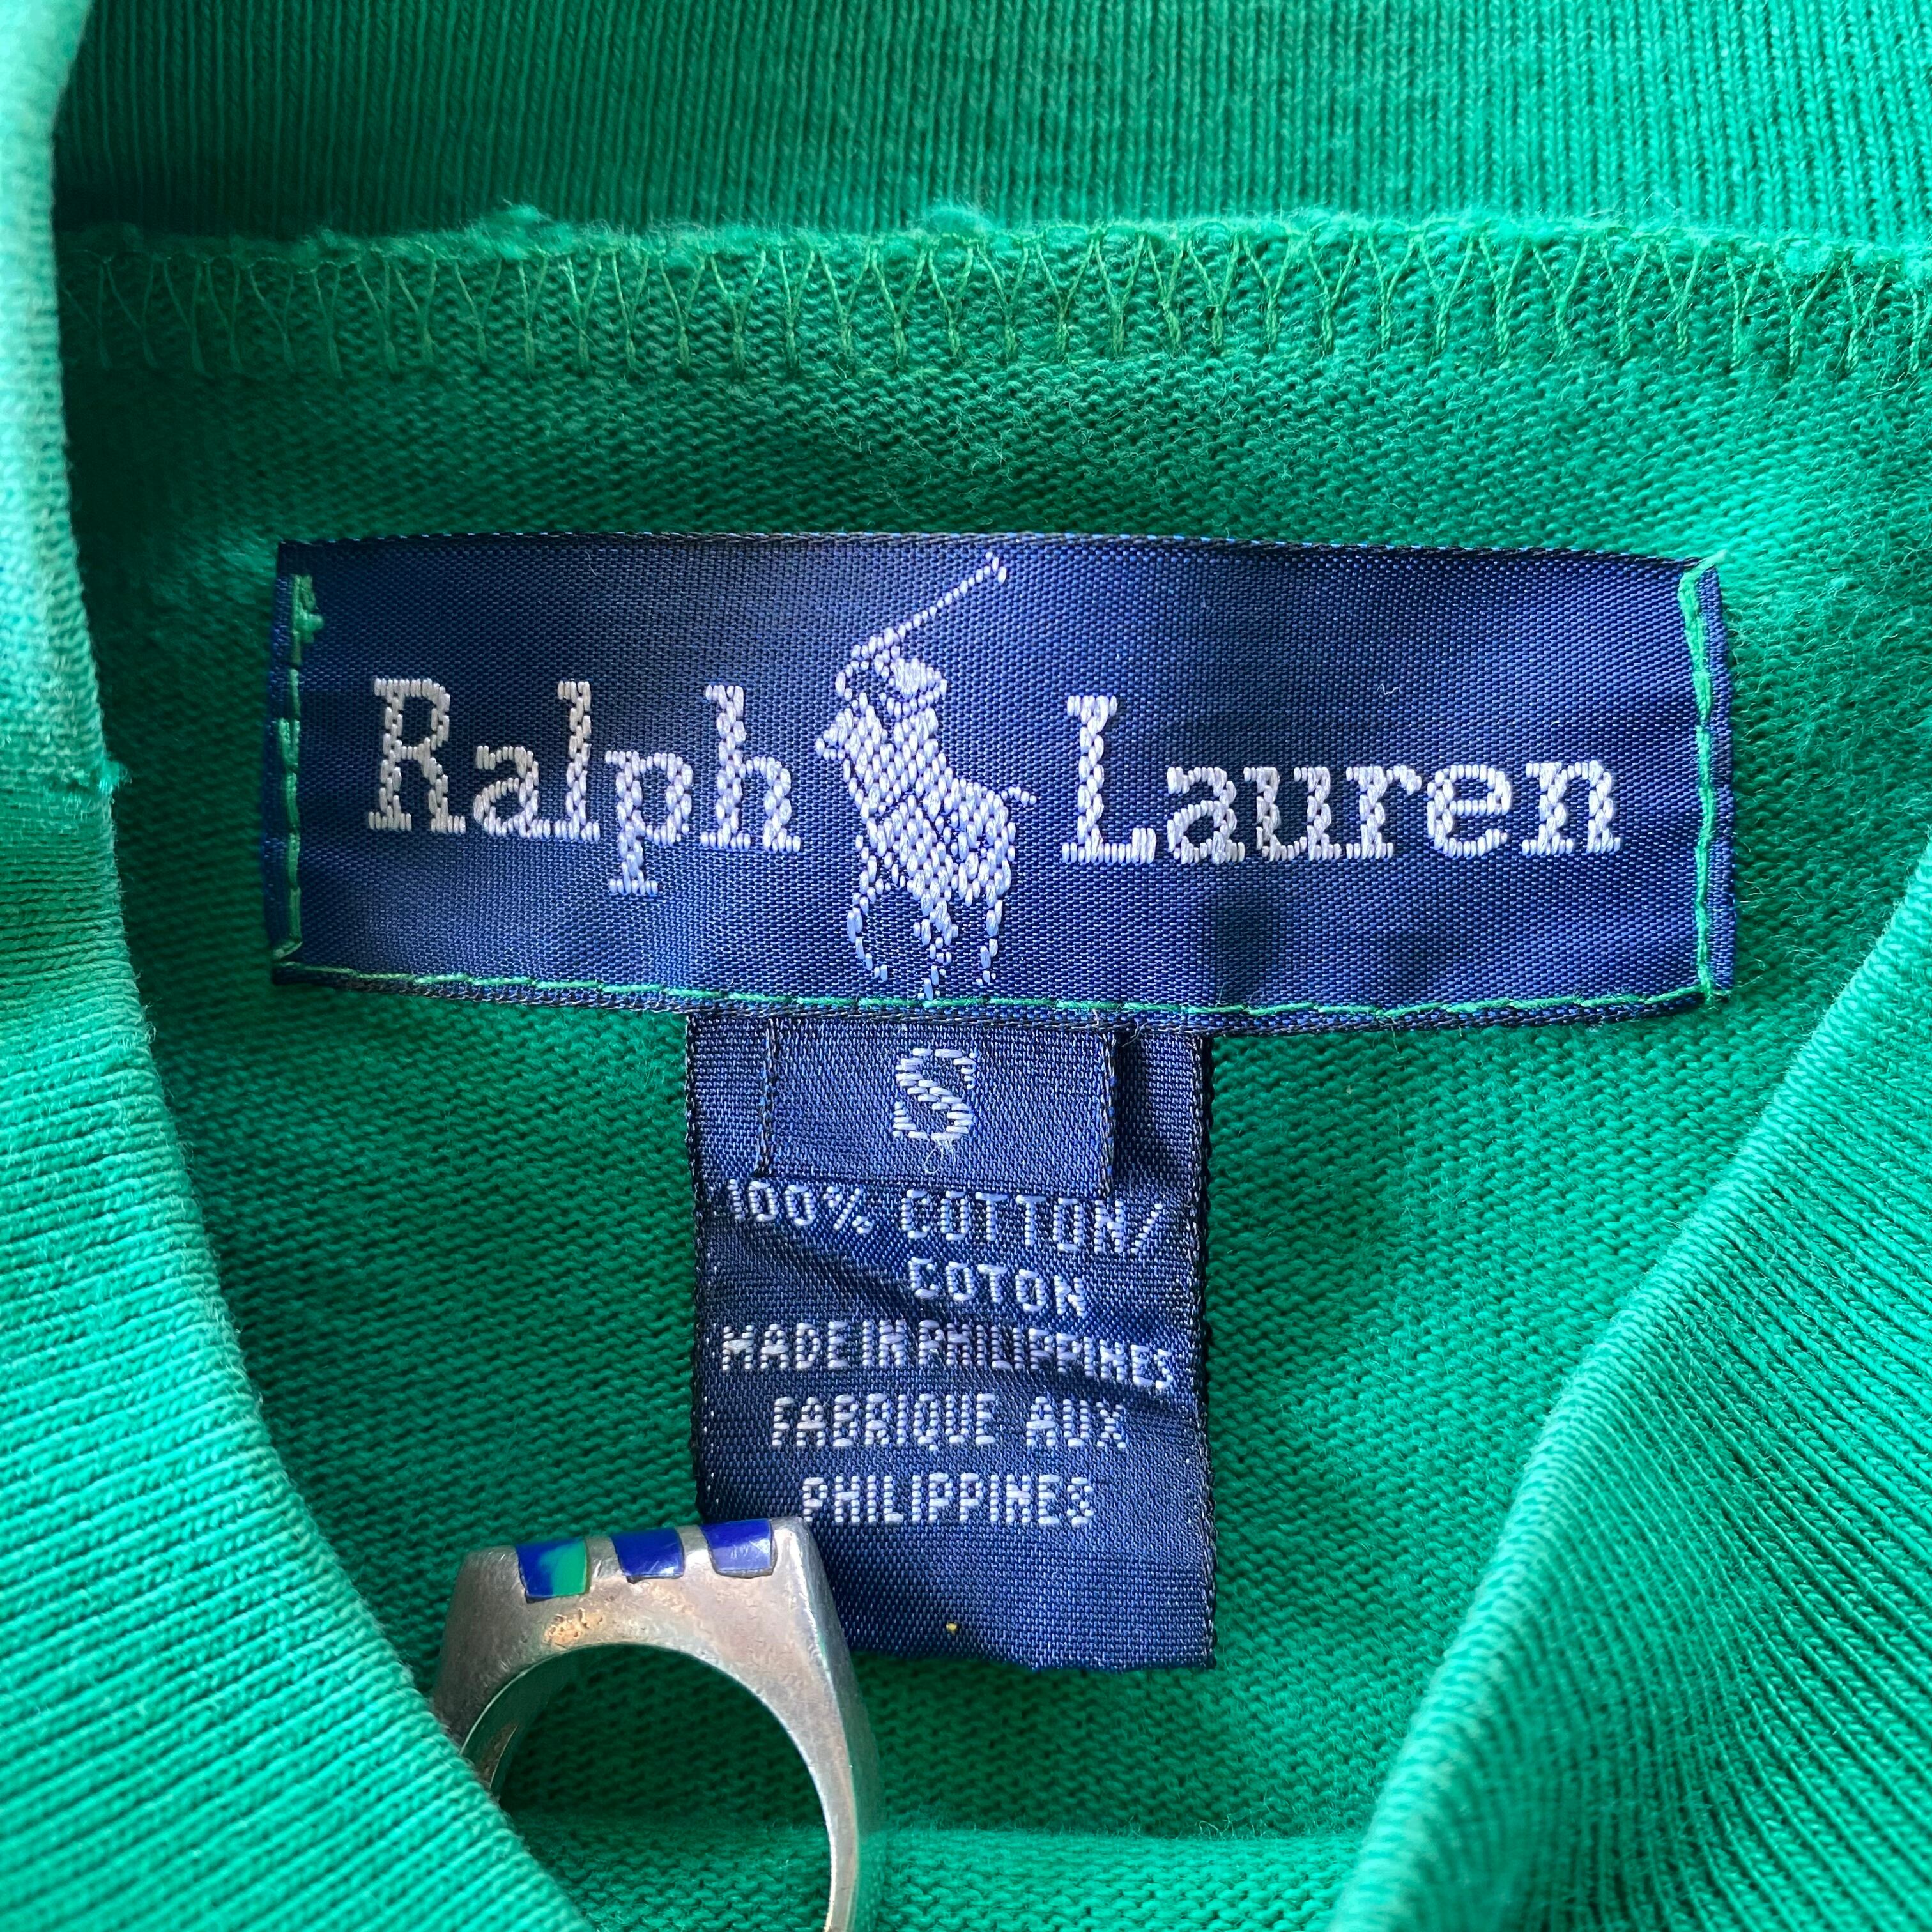 Ralph Lauren
S
100% COTTON/
COTON
MADE IN PHILIPPINES
FABRIQUE AUX
PHILIPPINES